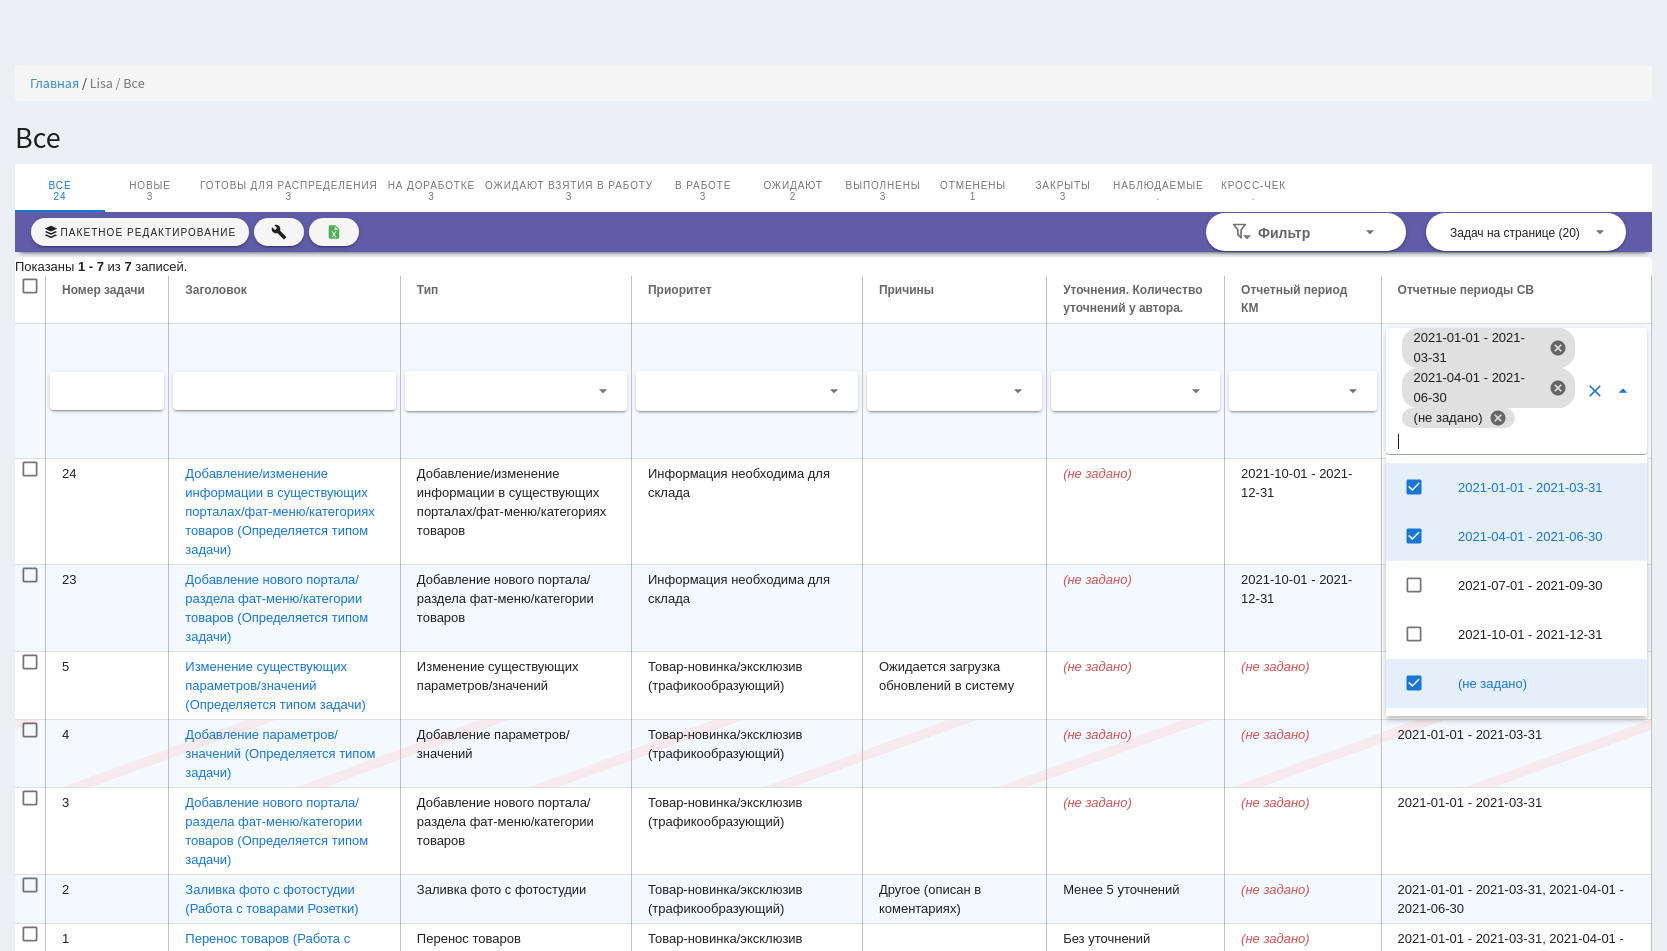 Главная / Lisa / Все
Все
ВСЕ
24
НОВЫЕ
3
ГОТОВЫ ДЛЯ РАСПРЕДЕЛЕНИЯ
3
НА ДОРАБОТКЕ
3
ОЖИДАЮТ ВЗЯТИЯ В РАБОТУ
3
В РАБОТЕ
3
ОЖИДАЮТ
2
ВЫПОЛНЕНЫ
3
ОТМЕНЕНЫ
1
ЗАКРЫТЫ
3
НАБЛЮДАЕМЫЕ
.
КРОСС-ЧЕК
.
ПАКЕТНОЕ РЕДАКТИРОВАНИЕ
Фильтр
Задач на странице (20)
Показаны 1 - 7 из 7 записей.
Номер задачи
Заголовок
Тип
Приоритет
Причины
Уточнения. Количество
уточнений у автора.
Отчетный период
КМ
Отчетные периоды СВ
2021-01-01 - 2021-
03-31
2021-04-01 - 2021-
06-30
(не задано)
2021-01-01 - 2021-03-31
2021-04-01 - 2021-06-30
2021-07-01 - 2021-09-30
2021-10-01 - 2021-12-31
(не задано)
24
Добавление/изменение
информации в существующих
порталах/фат-меню/категориях
товаров (Определяется типом
задачи)
Добавление/изменение
информации в существующих
порталах/фат-меню/категориях
товаров
Информация необходима для
склада
(не задано)
2021-10-01 - 2021-
12-31
23
Добавление нового портала/
раздела фат-меню/категории
товаров (Определяется типом
задачи)
Добавление нового портала/
раздела фат-меню/категории
товаров
Информация необходима для
склада
(не задано)
2021-10-01 - 2021-
12-31
5
Изменение существующих
параметров/значений
(Определяется типом задачи)
Изменение существующих
параметров/значений
Товар-новинка/эксклюзив
(трафикообразующий)
Ожидается загрузка
обновлений в систему
(не задано)
(не задано)
4
Добавление параметров/
значений (Определяется типом
задачи)
Добавление параметров/
значений
Товар-новинка/эксклюзив
(трафикообразующий)
(не задано)
(не задано)
2021-01-01 - 2021-03-31
3
Добавление нового портала/
раздела фат-меню/категории
товаров (Определяется типом
задачи)
Добавление нового портала/
раздела фат-меню/категории
товаров
Товар-новинка/эксклюзив
(трафикообразующий)
(не задано)
(не задано)
2021-01-01 - 2021-03-31
2
Заливка фото с фотостудии
(Работа с товарами Розетки)
Заливка фото с фотостудии
Товар-новинка/эксклюзив
(трафикообразующий)
Другое (описан в
коментариях)
Менее 5 уточнений
(не задано)
2021-01-01 - 2021-03-31, 2021-04-01 -
2021-06-30
1
Перенос товаров (Работа с
Перенос товаров
Товар-новинка/эксклюзив
Без уточнений
(не задано)
2021-01-01 - 2021-03-31, 2021-04-01 -